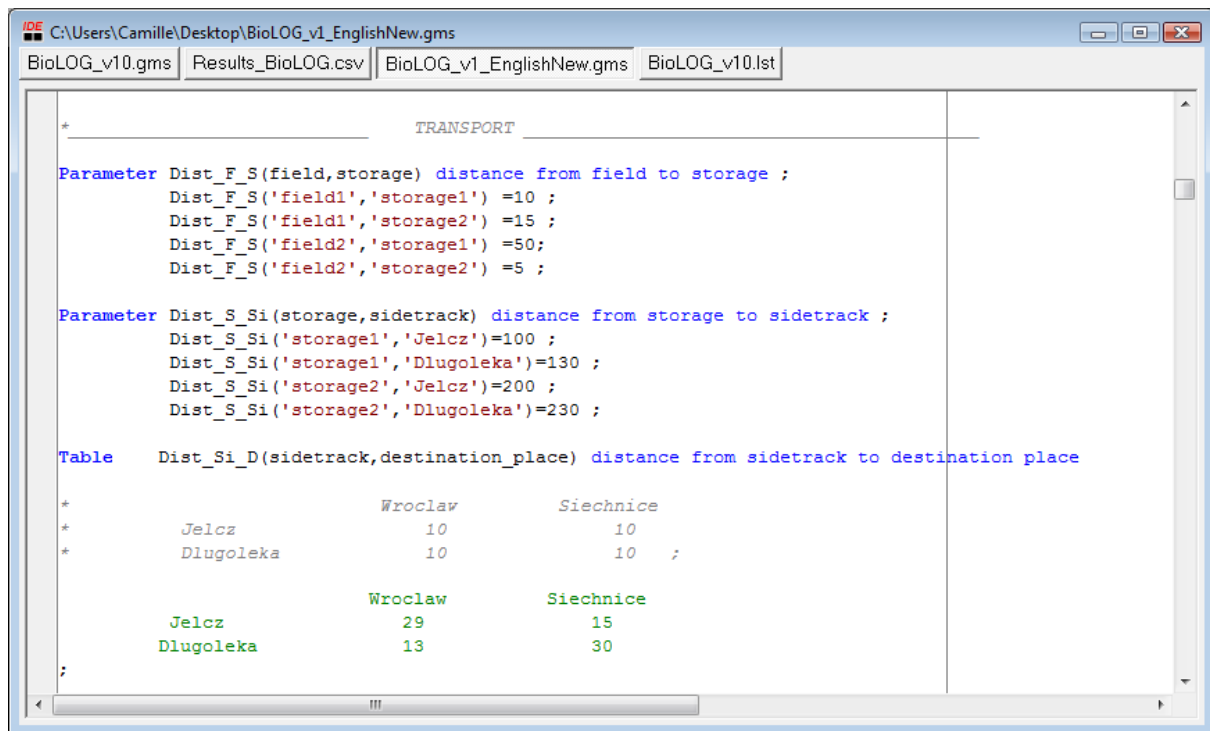 IDE C:\Users\Camille\Desktop\BioLOG_v1_EnglishNew.gms
BioLOG_v10.gms Results_BioLOG.csv BioLOG_v1_EnglishNew.gms BioLOG_v10.lst
*_____________________________ TRANSPORT ____________________________________________
Parameter Dist_F_S(field,storage) distance from field to storage ;
Dist_F_S('field1','storage1') =10 ;
Dist_F_S('field1','storage2') =15 ;
Dist_F_S('field2','storage1') =50;
Dist_F_S('field2','storage2') =5 ;
Parameter Dist_S_Si(storage,sidetrack) distance from storage to sidetrack ;
Dist_S_Si('storage1','Jelcz')=100 ;
Dist_S_Si('storage1','Dlugoleka')=130 ;
Dist_S_Si('storage2','Jelcz')=200 ;
Dist_S_Si('storage2','Dlugoleka')=230 ;
Table Dist_Si_D(sidetrack,destination_place) distance from sidetrack to destination place
* Wroclaw Siechnice
* Jelcz 10 10
* Dlugoleka 10 10 ;
Wroclaw Siechnice
Jelcz 29 15
Dlugoleka 13 30
;